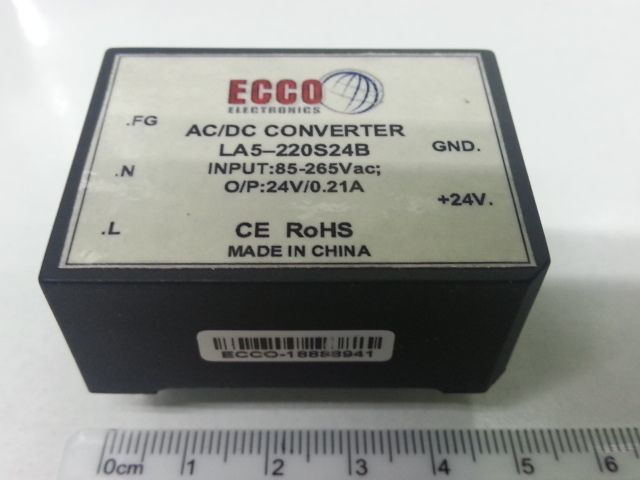 ECCO
ELECTRONICS
.FG
AC/DC CONVERTER
GND.
LA5-220S24B
.N
INPUT:85-265Vac;
O/P:24V/0.21A
+24V.
.L
CE RoHS
MADE IN CHINA
ECCO-18858941
0cm 1 2 3 4 5 6